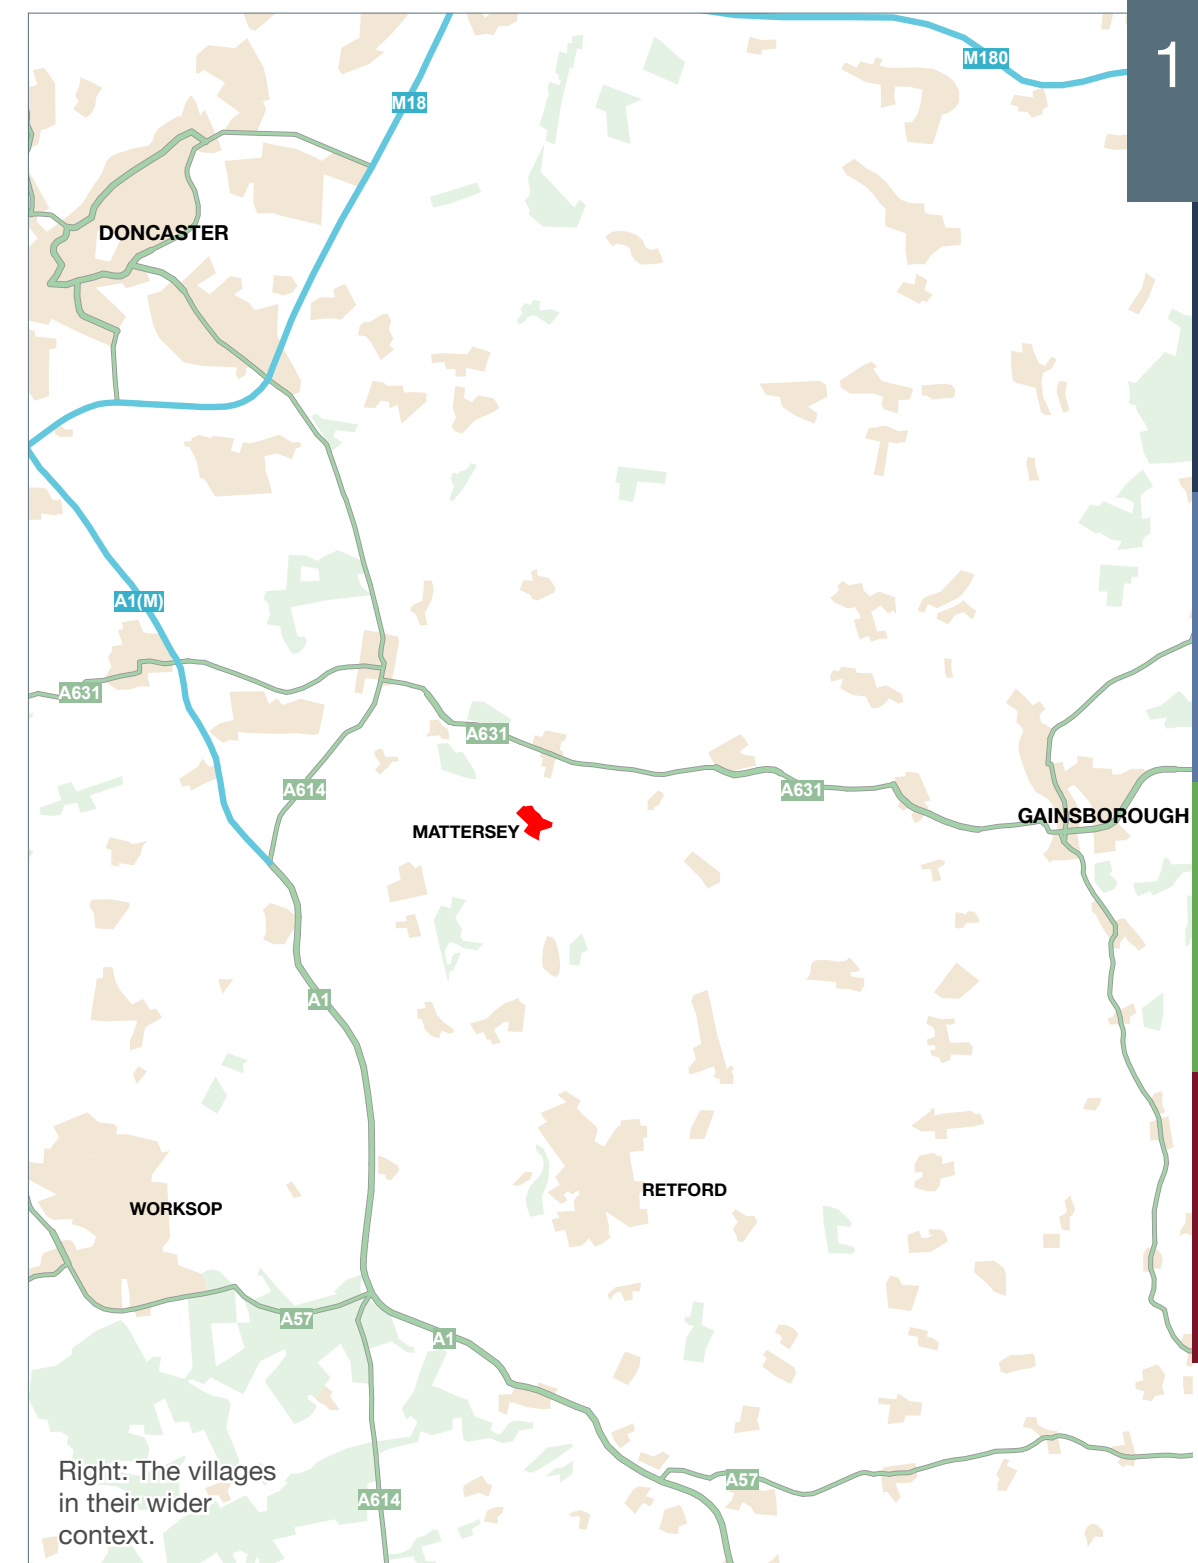 1
M180
M18
DONCASTER
A1(M)
A631
A631
A614
A631
GAINSBOROUGH
MATTERSEY
A1
RETFORD
WORKSOP
A57
A1
A57
A614
Right: The villages
in their wider
context.